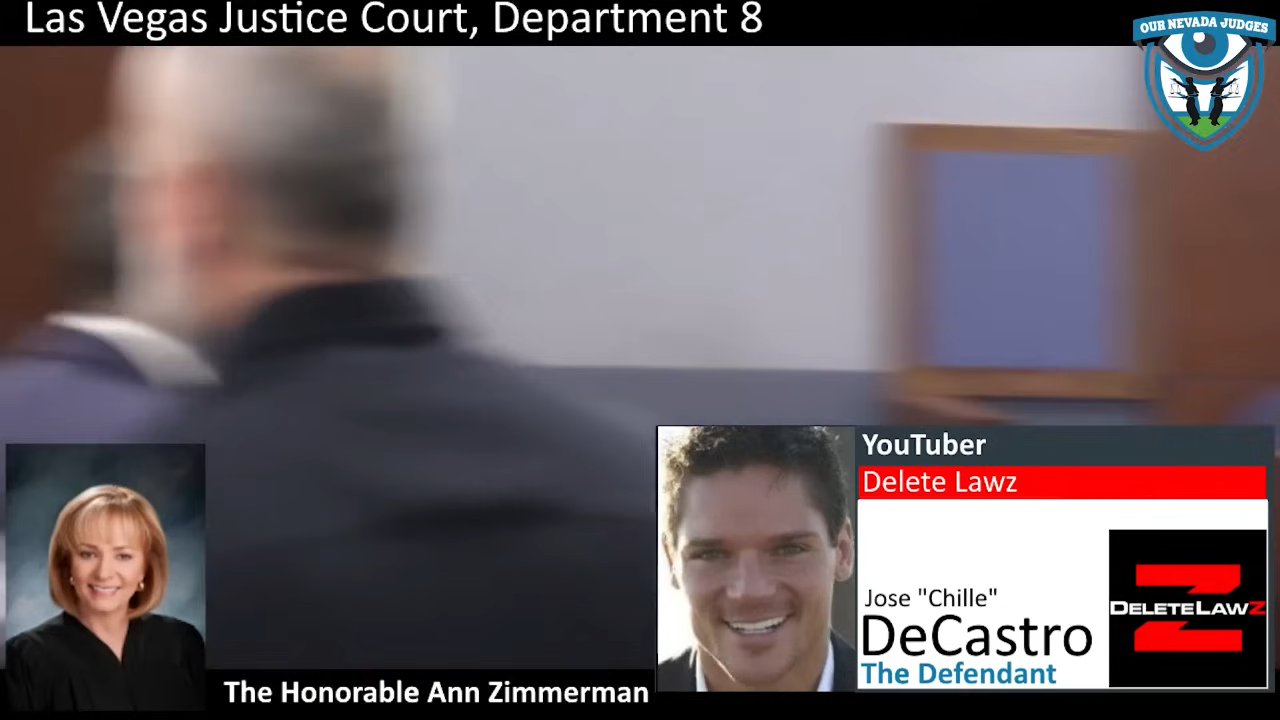 Las Vegas Justice Court, Department 8
OUR NEVADA JUDGES
YouTuber
Delete Lawz
Jose "Chille"
DeCastro
The Defendant
DELETELAWZ
The Honorable Ann Zimmerman